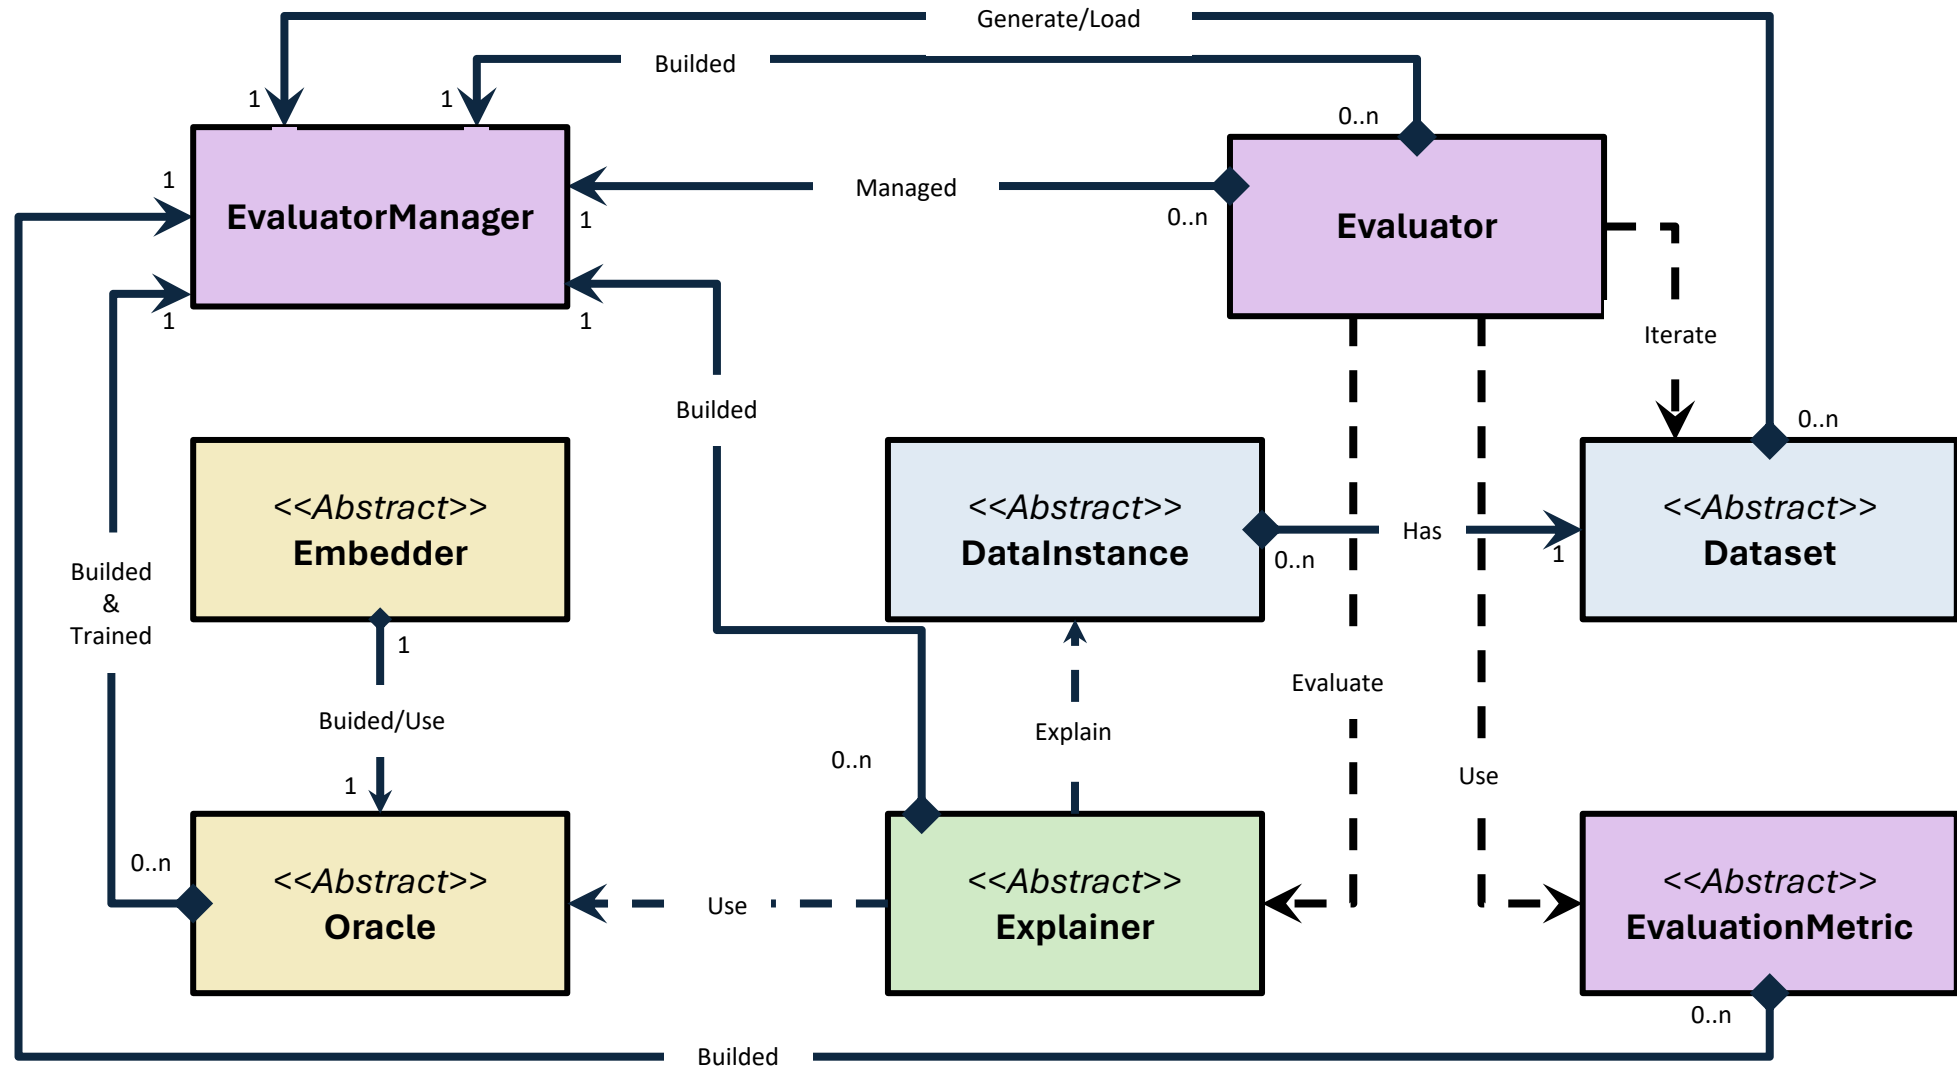 Generate/Load
Builded
1
1
0..n
1
Managed
EvaluatorManager
1
0..n
Evaluator
1
1
Iterate
Builded
0..n
<<Abstract>>
Embedder
<<Abstract>>
DataInstance
Has
0..n
1
<<Abstract>>
Dataset
Builded
&
Trained
1
Evaluate
Buided/Use
Explain
0..n
Use
1
0..n
<<Abstract>>
Oracle
Use
<<Abstract>>
Explainer
<<Abstract>>
EvaluationMetric
0..n
Builded